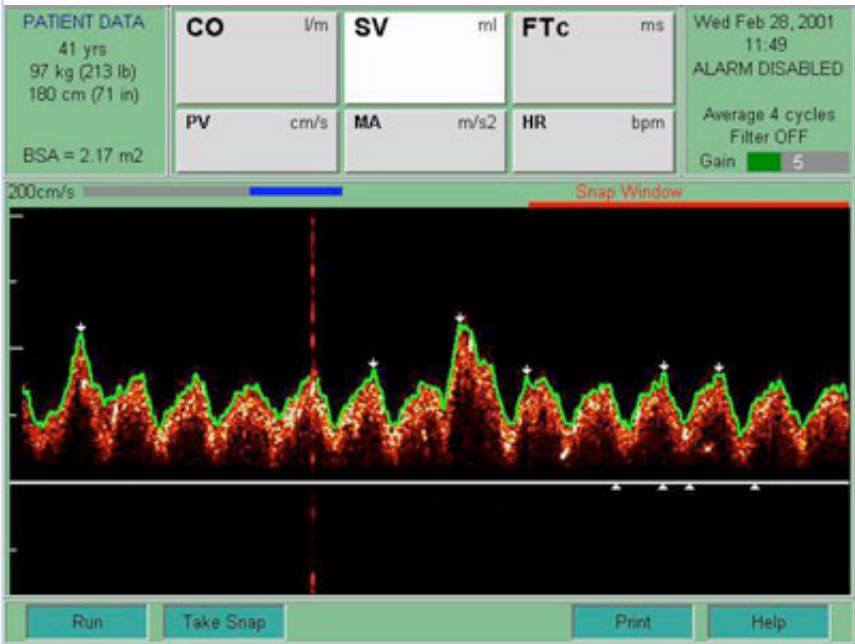 PATIENT DATA
41 yrs
97 kg (213 lb)
180 cm (71 in)
BSA = 2.17 m2
CO l/m
SV ml
FTc ms
PV cm/s
MA m/s2
HR bpm
Wed Feb 28, 2001
11:49
ALARM DISABLED
Average 4 cycles
Filter OFF
Gain 5
200cm/s
Snap Window
Run
Take Snap
Print
Help